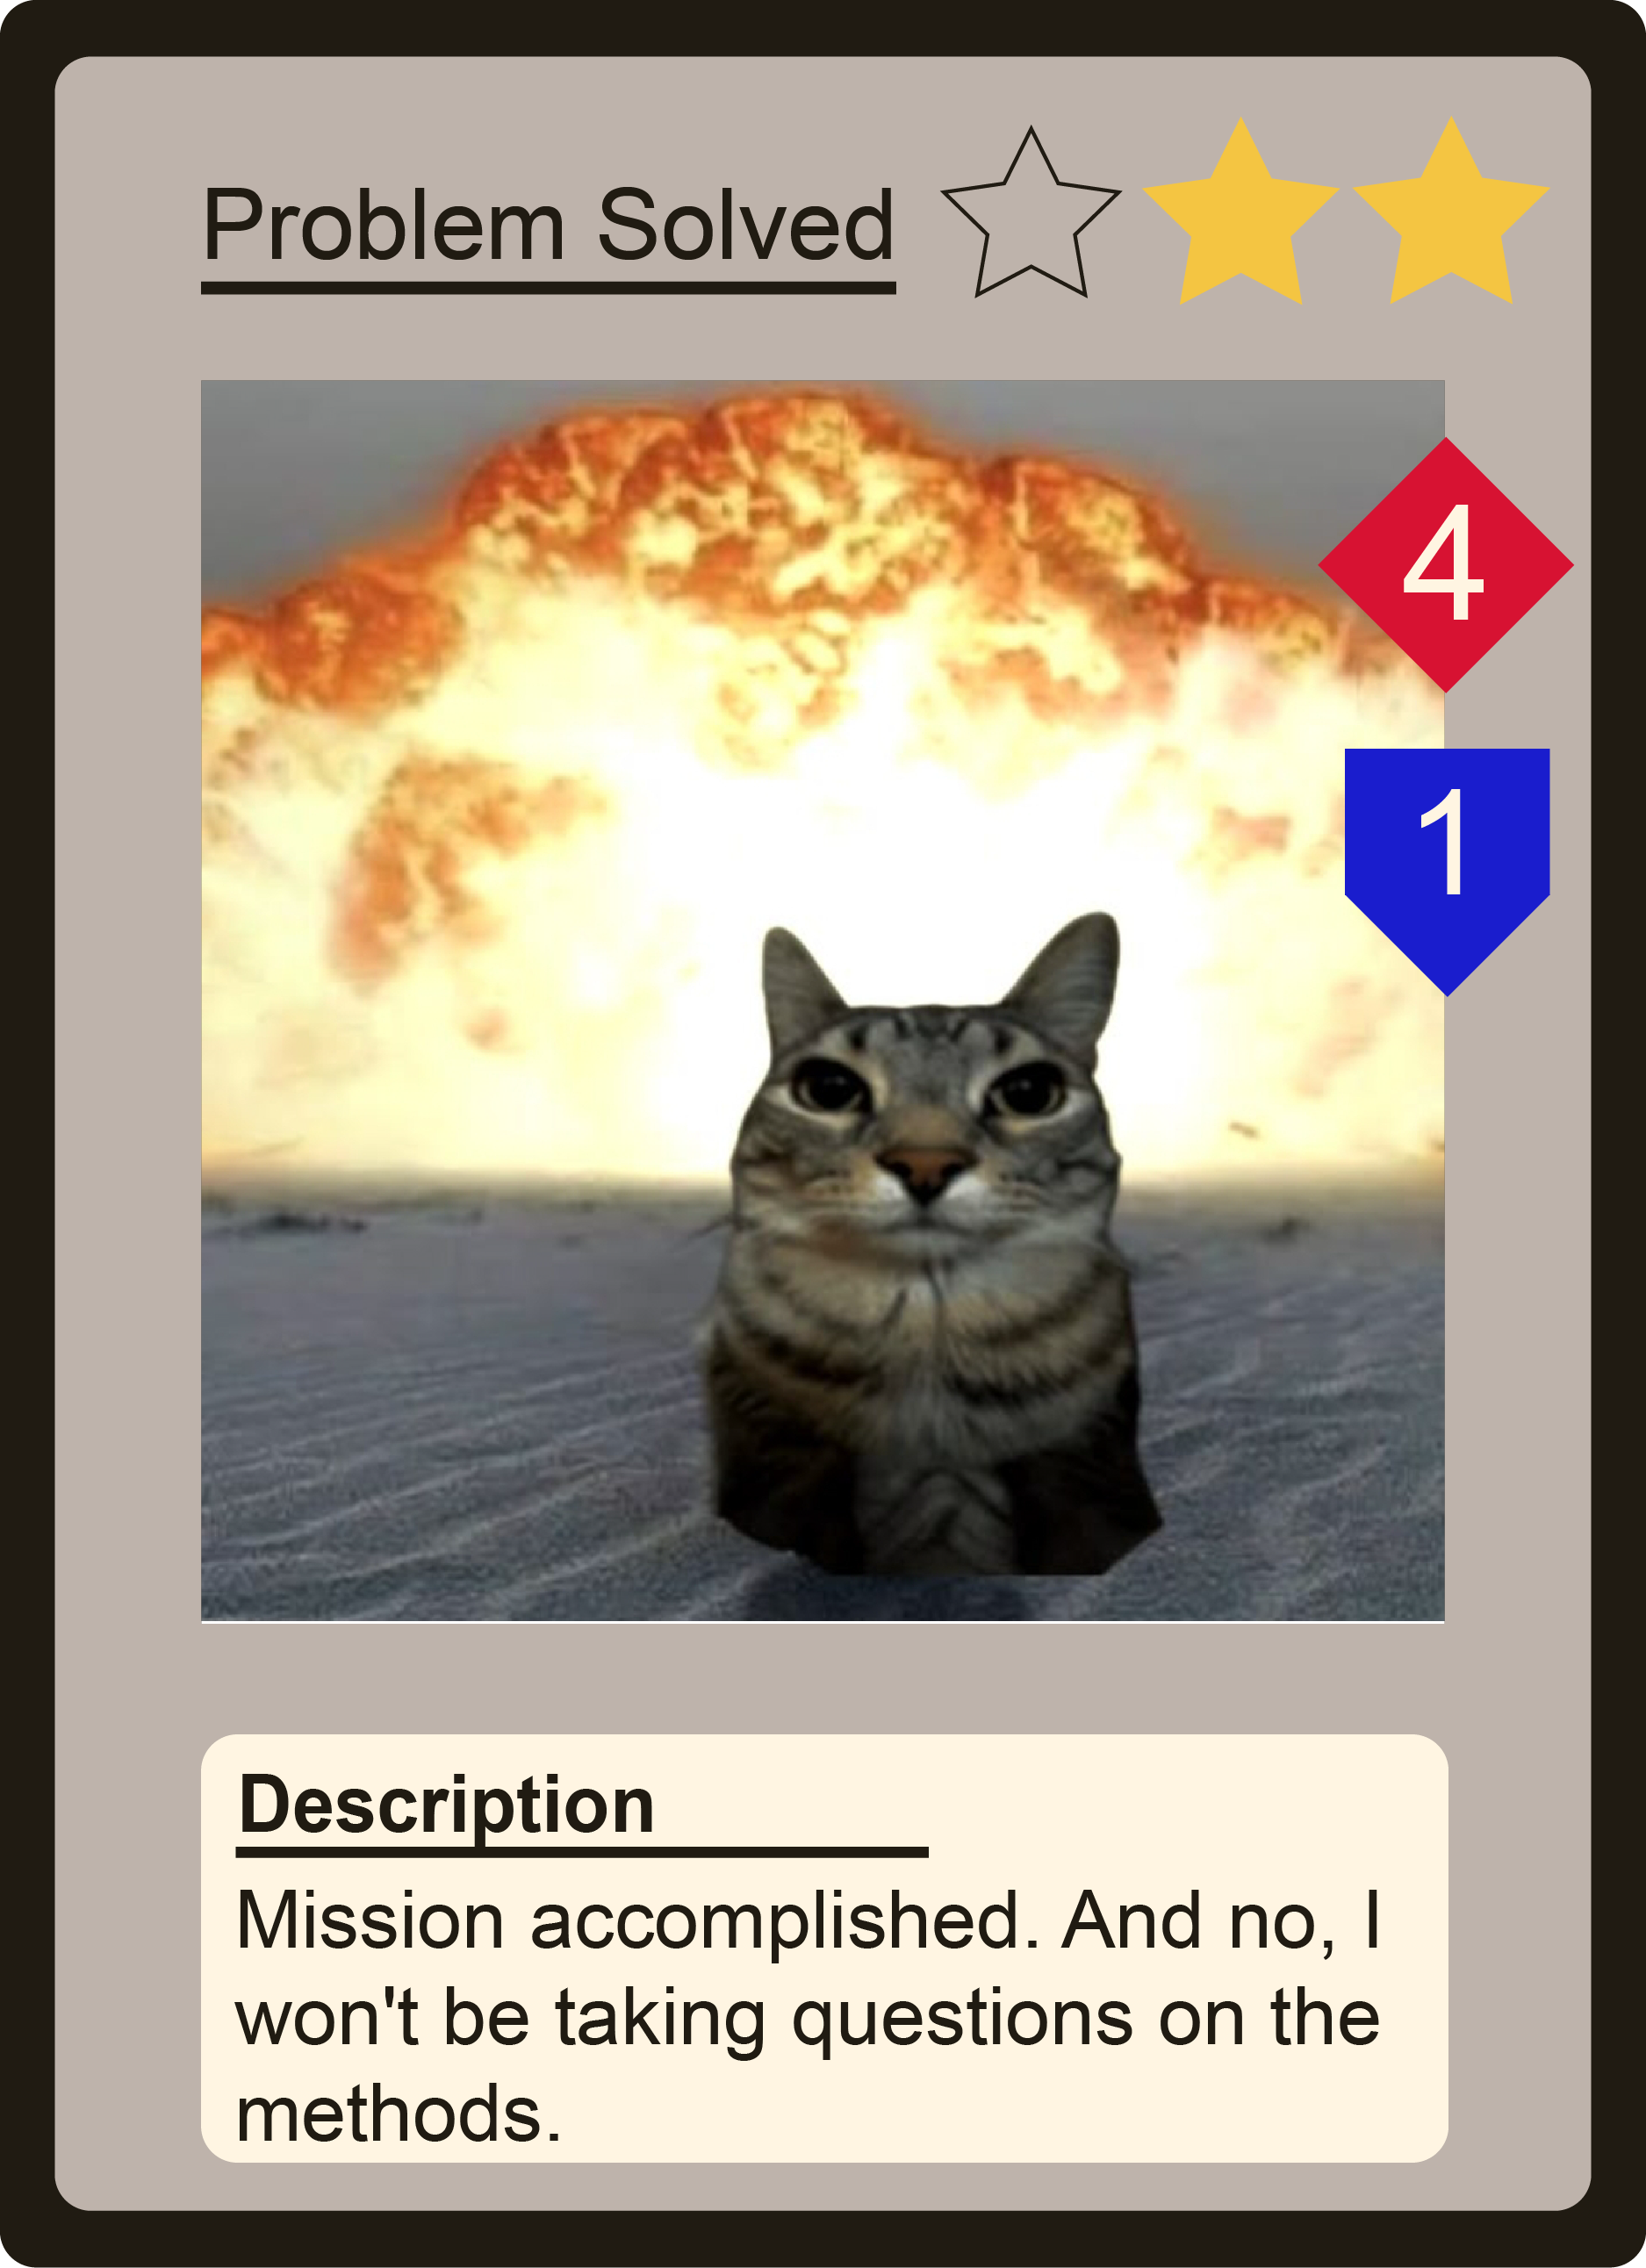 Problem Solved
4
1
Description
Mission accomplished. And no, I
won't be taking questions on the
methods.